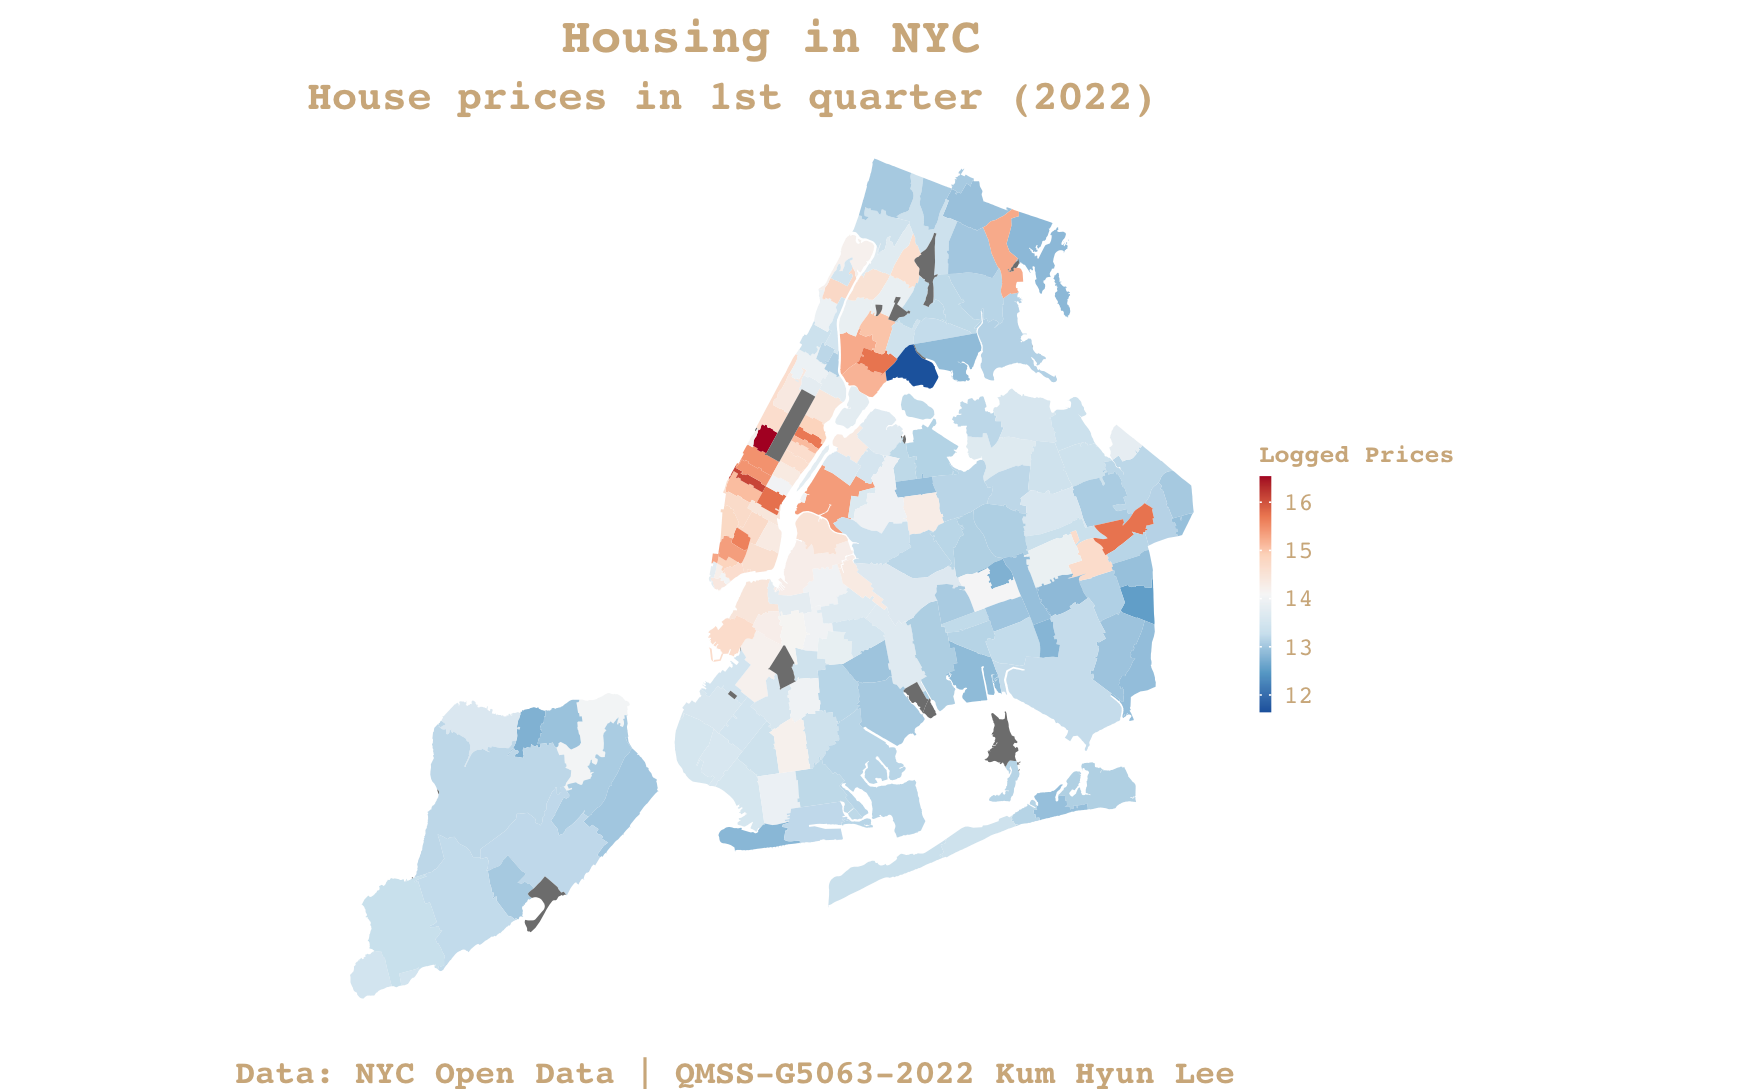 Housing in NYC
House prices in 1st quarter (2022)
Logged Prices
16
15
14
13
12
Data: NYC Open Data | QMSS-G5063-2022 Kum Hyun Lee